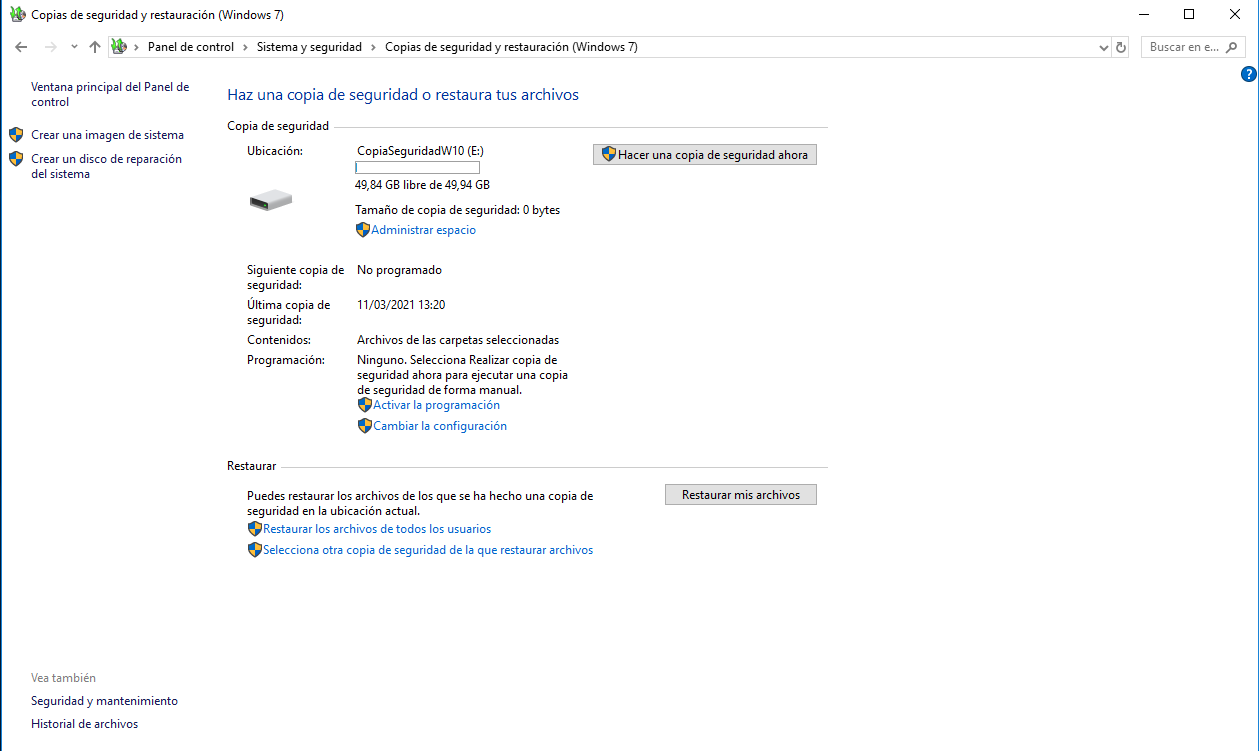 Copias de seguridad y restauración (Windows 7)
Panel de control > Sistema y seguridad > Copias de seguridad y restauración (Windows 7)
Buscar en e...
?
Ventana principal del Panel de
control
Crear una imagen de sistema
Crear un disco de reparación
del sistema
Haz una copia de seguridad o restaura tus archivos
Copia de seguridad
Ubicación:
CopiaSeguridadW10 (E:)
Hacer una copia de seguridad ahora
49,84 GB libre de 49,94 GB
Tamaño de copia de seguridad: 0 bytes
Administrar espacio
Siguiente copia de
seguridad:
No programado
Última copia de
seguridad:
11/03/2021 13:20
Contenidos:
Archivos de las carpetas seleccionadas
Programación:
Ninguno. Selecciona Realizar copia de
seguridad ahora para ejecutar una copia
de seguridad de forma manual.
Activar la programación
Cambiar la configuración
Restaurar
Puedes restaurar los archivos de los que se ha hecho una copia de
seguridad en la ubicación actual.
Restaurar mis archivos
Restaurar los archivos de todos los usuarios
Selecciona otra copia de seguridad de la que restaurar archivos
Vea también
Seguridad y mantenimiento
Historial de archivos